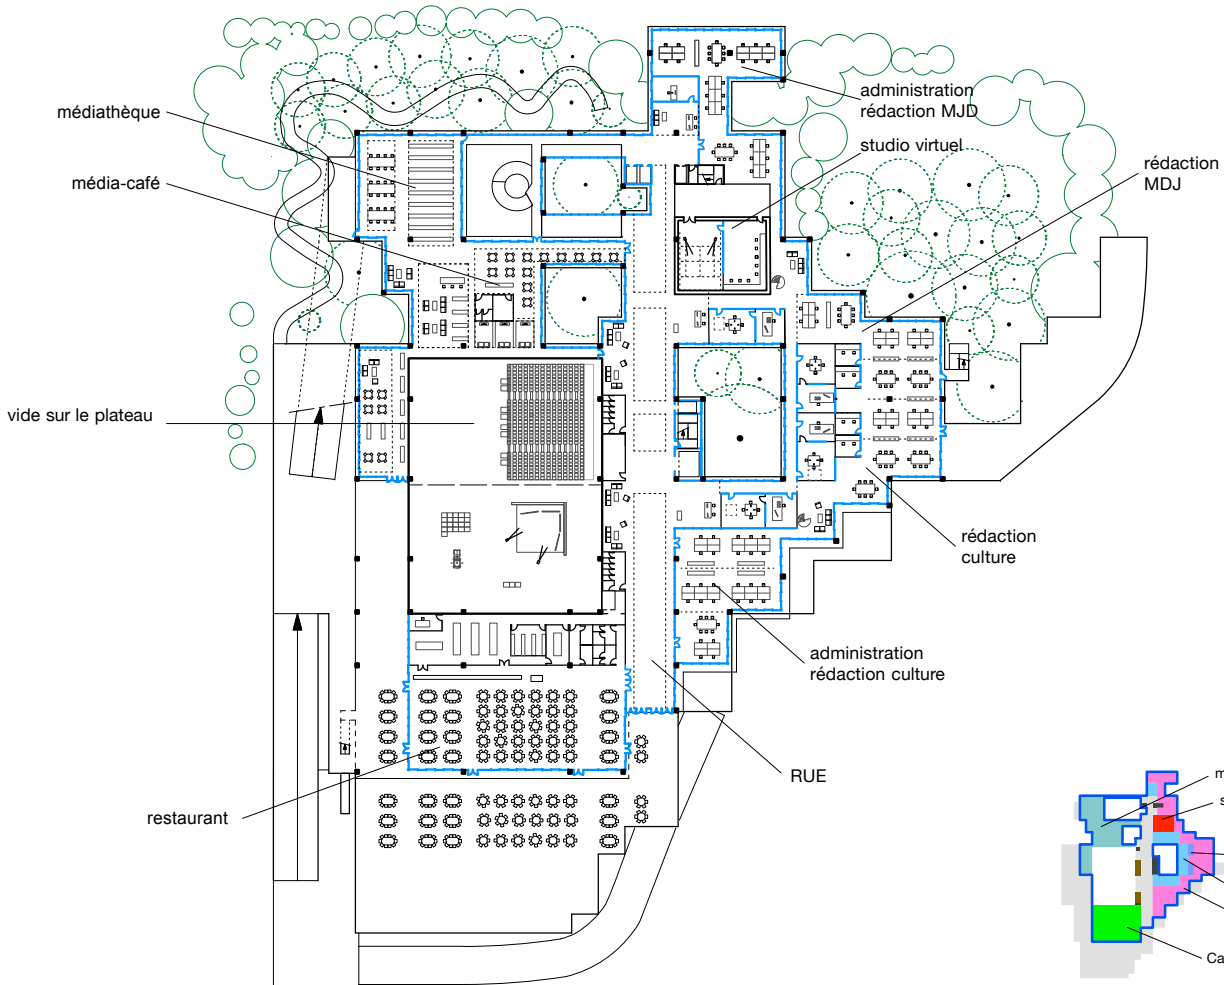 médiathèque
média-café
vide sur le plateau
restaurant
administration
rédaction MJD
studio virtuel
rédaction
MDJ
rédaction
culture
administration
rédaction culture
RUE
m
s
Ca